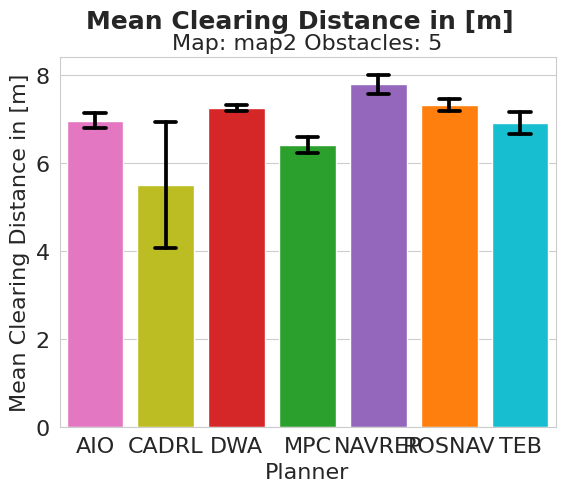 Mean Clearing Distance in [m]
Map: map2 Obstacles: 5
Mean Clearing Distance in [m]
8
6
4
2
0
AIO CADRL DWA MPC NAVREP ROSNAV TEB
Planner